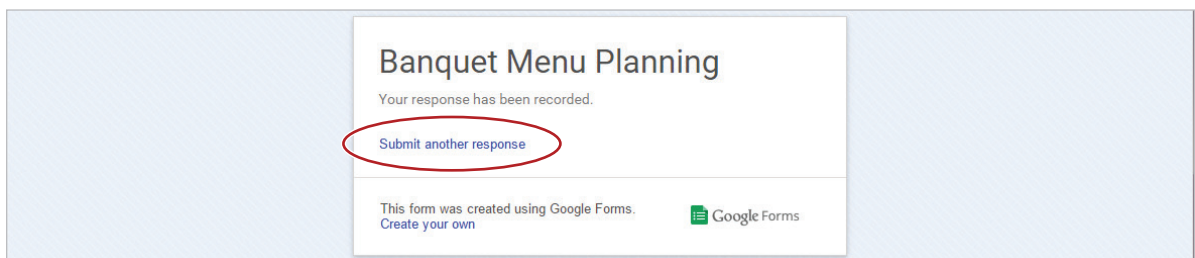 Banquet Menu Planning
Your response has been recorded.
Submit another response
This form was created using Google Forms.
Create your own
Google Forms